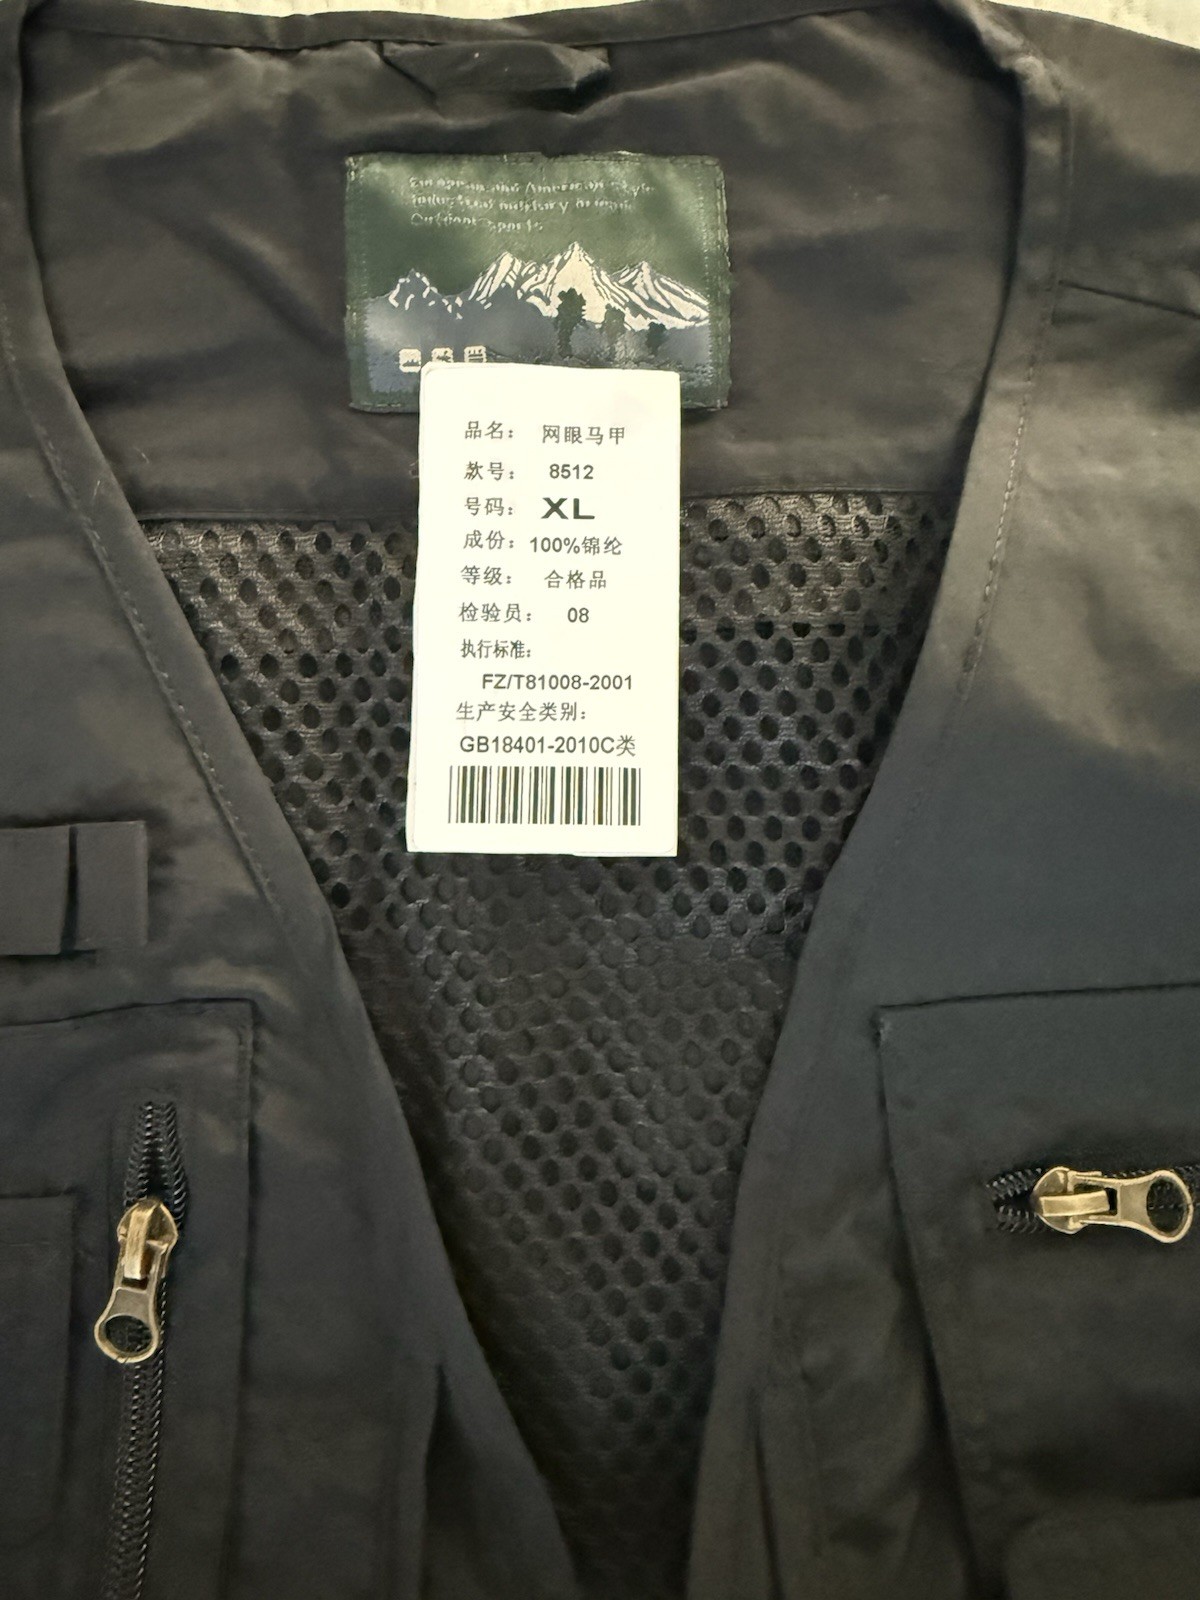 European and American Style
Industrial military
Outdoor Sports
品名： 网眼马甲
款号： 8512
号码： XL
成份：100%锦纶
等级： 合格品
检验员： 08
执行标准：
FZ/T81008-2001
生产安全类别：
GB18401-2010C类